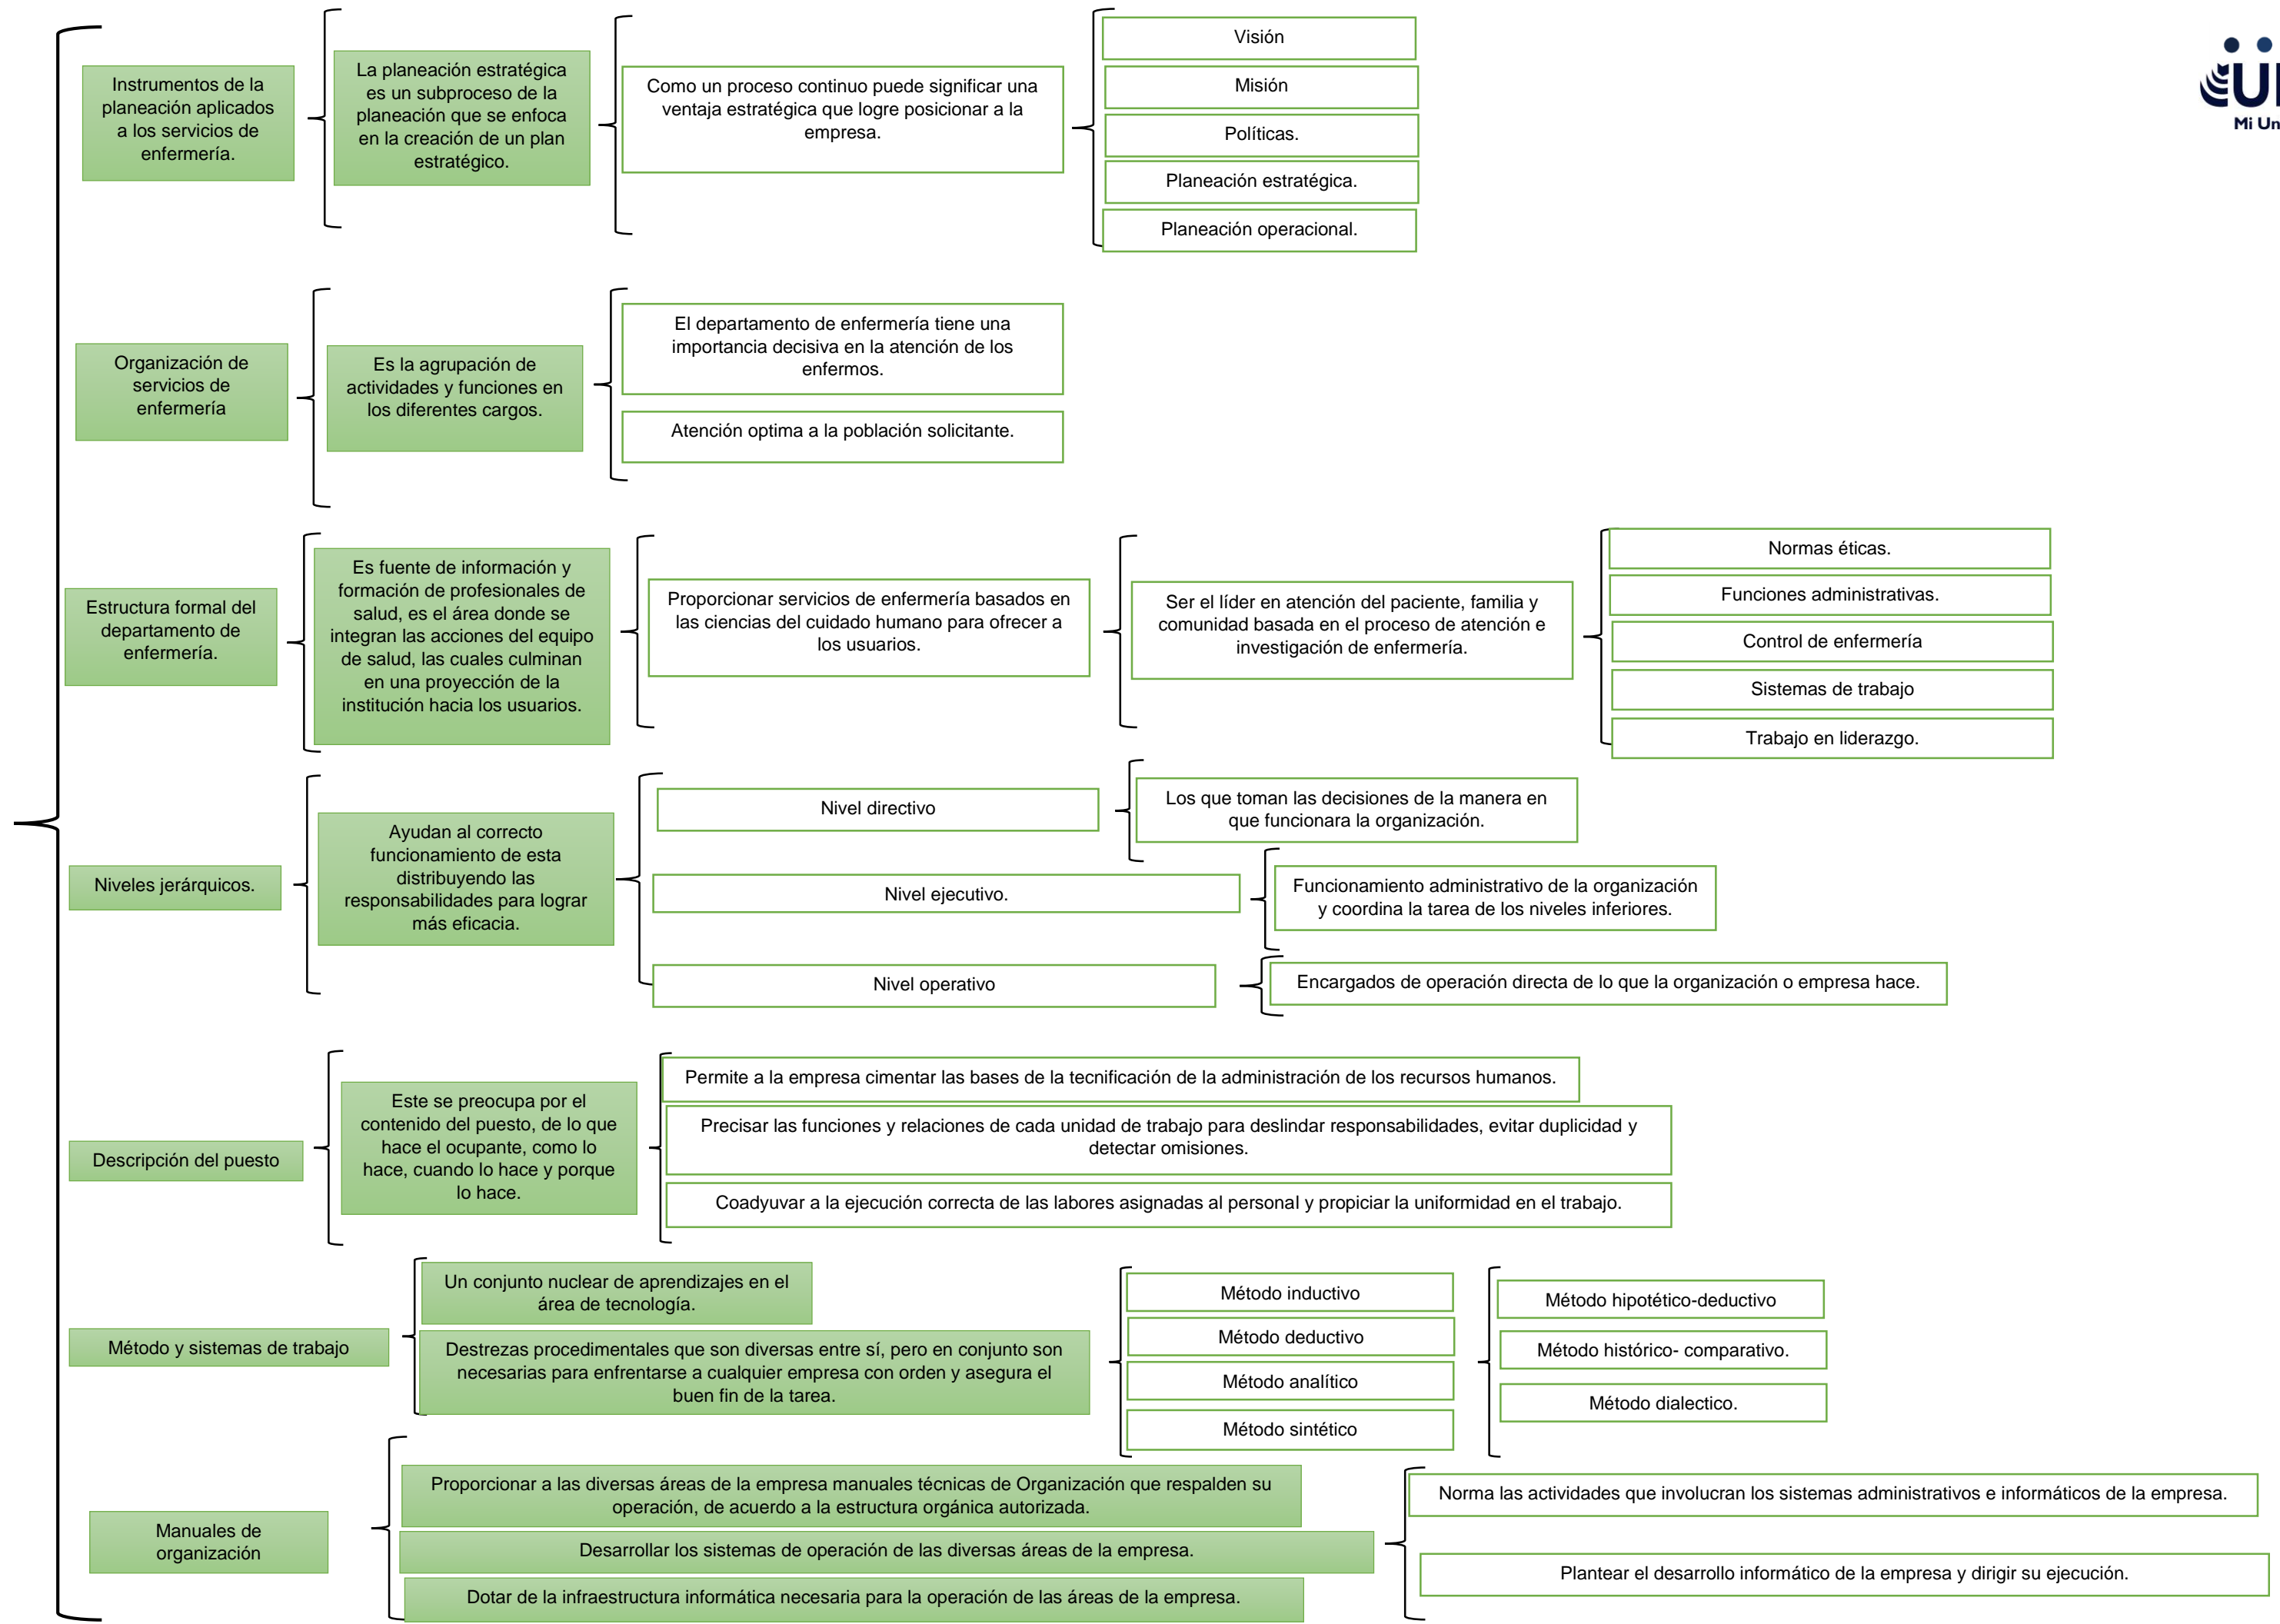 Instrumentos de la
planeación aplicados
a los servicios de
enfermería.
La planeación estratégica
es un subproceso de la
planeación que se enfoca
en la creación de un plan
estratégico.
Como un proceso continuo puede significar una
ventaja estratégica que logre posicionar a la
empresa.
Visión
Misión
Políticas.
Planeación estratégica.
Planeación operacional.
Mi Un
Organización de
servicios de
enfermería
Es la agrupación de
actividades y funciones en
los diferentes cargos.
El departamento de enfermería tiene una
importancia decisiva en la atención de los
enfermos.
Atención optima a la población solicitante.
Estructura formal del
departamento de
enfermería.
Es fuente de información y
formación de profesionales de
salud, es el área donde se
integran las acciones del equipo
de salud, las cuales culminan
en una proyección de la
institución hacia los usuarios.
Proporcionar servicios de enfermería basados en
las ciencias del cuidado humano para ofrecer a
los usuarios.
Ser el líder en atención del paciente, familia y
comunidad basada en el proceso de atención e
investigación de enfermería.
Normas éticas.
Funciones administrativas.
Control de enfermería
Sistemas de trabajo
Trabajo en liderazgo.
Niveles jerárquicos.
Ayudan al correcto
funcionamiento de esta
distribuyendo las
responsabilidades para lograr
más eficacia.
Nivel directivo
Los que toman las decisiones de la manera en
que funcionara la organización.
Nivel ejecutivo.
Funcionamiento administrativo de la organización
y coordina la tarea de los niveles inferiores.
Nivel operativo
Encargados de operación directa de lo que la organización o empresa hace.
Descripción del puesto
Este se preocupa por el
contenido del puesto, de lo que
hace el ocupante, como lo
hace, cuando lo hace y porque
lo hace.
Permite a la empresa cimentar las bases de la tecnificación de la administración de los recursos humanos.
Precisar las funciones y relaciones de cada unidad de trabajo para deslindar responsabilidades, evitar duplicidad y
detectar omisiones.
Coadyuvar a la ejecución correcta de las labores asignadas al personal y propiciar la uniformidad en el trabajo.
Método y sistemas de trabajo
Un conjunto nuclear de aprendizajes en el
área de tecnología.
Destrezas procedimentales que son diversas entre sí, pero en conjunto son
necesarias para enfrentarse a cualquier empresa con orden y asegura el
buen fin de la tarea.
Método inductivo
Método deductivo
Método analítico
Método sintético
Método hipotético-deductivo
Método histórico- comparativo.
Método dialectico.
Manuales de
organización
Proporcionar a las diversas áreas de la empresa manuales técnicas de Organización que respalden su
operación, de acuerdo a la estructura orgánica autorizada.
Desarrollar los sistemas de operación de las diversas áreas de la empresa.
Dotar de la infraestructura informática necesaria para la operación de las áreas de la empresa.
Norma las actividades que involucran los sistemas administrativos e informáticos de la empresa.
Plantear el desarrollo informático de la empresa y dirigir su ejecución.